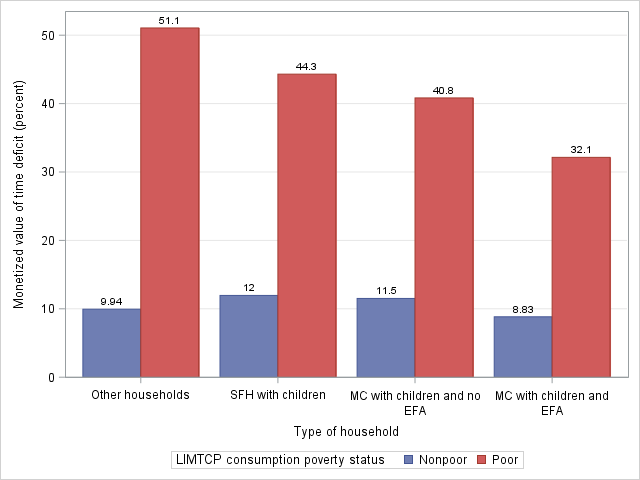 Monetized value of time deficit (percent)
50
40
30
20
10
0
51.1
44.3
40.8
32.1
9.94
12
11.5
8.83
Other households
SFH with children
MC with children and no
EFA
MC with children and
EFA
Type of household
LIMTCP consumption poverty status
Nonpoor
Poor